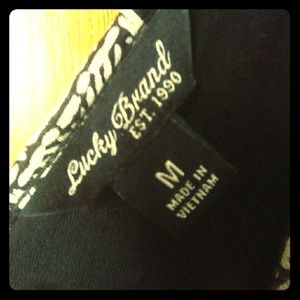 Lucky Brand
EST. 1990
M
MADE IN
VIETNAM